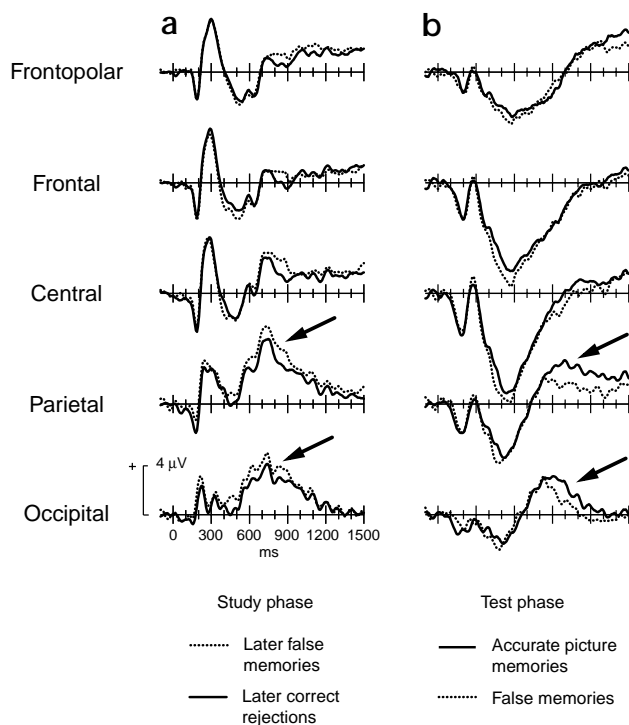 a
b
Frontopolar
Frontal
Central
Parietal
+ 4 µV
Occipital
0 300 600 900 1200 1500
ms
Study phase
Later false
memories
Later correct
rejections
Test phase
Accurate picture
memories
False memories